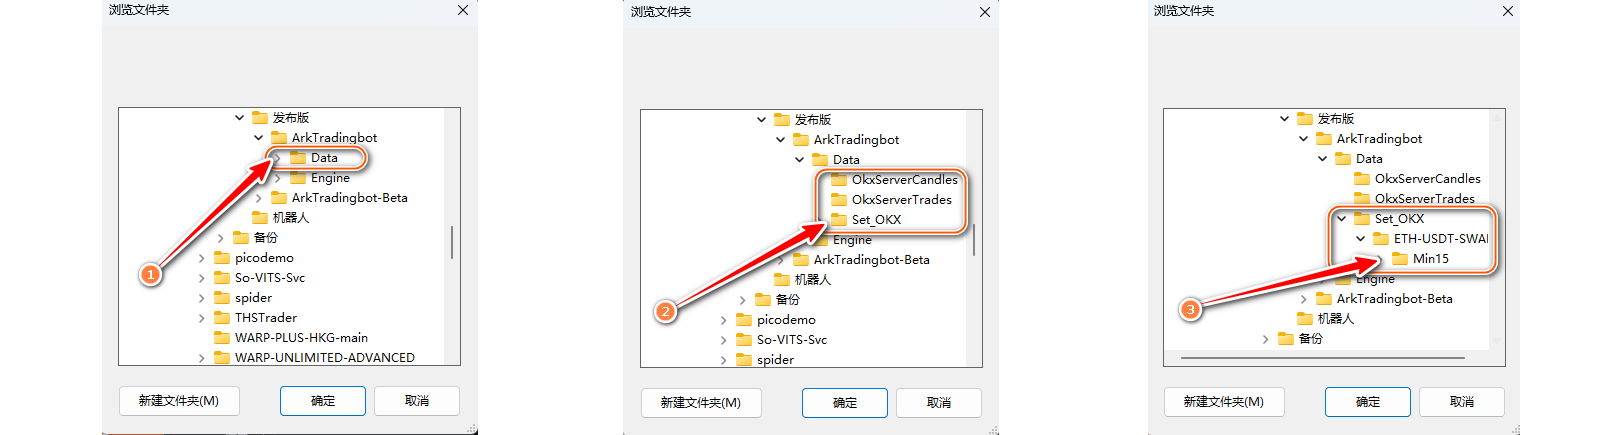 浏览文件夹
发布版
ArkTradingbot
Data
Engine
ArkTradingbot-Beta
机器人
备份
picodemo
So-VITS-Svc
spider
THSTrader
WARP-PLUS-HKG-main
WARP-UNLIMITED-ADVANCED
1
新建文件夹(M)
确定
取消
浏览文件夹
发布版
ArkTradingbot
Data
OkxServerCandles
OkxServerTrades
Set_OKX
Engine
ArkTradingbot-Beta
机器人
备份
picodemo
So-VITS-Svc
spider
2
新建文件夹(M)
确定
取消
浏览文件夹
发布版
ArkTradingbot
Data
OkxServerCandles
OkxServerTrades
Set_OKX
ETH-USDT-SWA
Min15
Engine
ArkTradingbot-Beta
机器人
备份
3
新建文件夹(M)
确定
取消